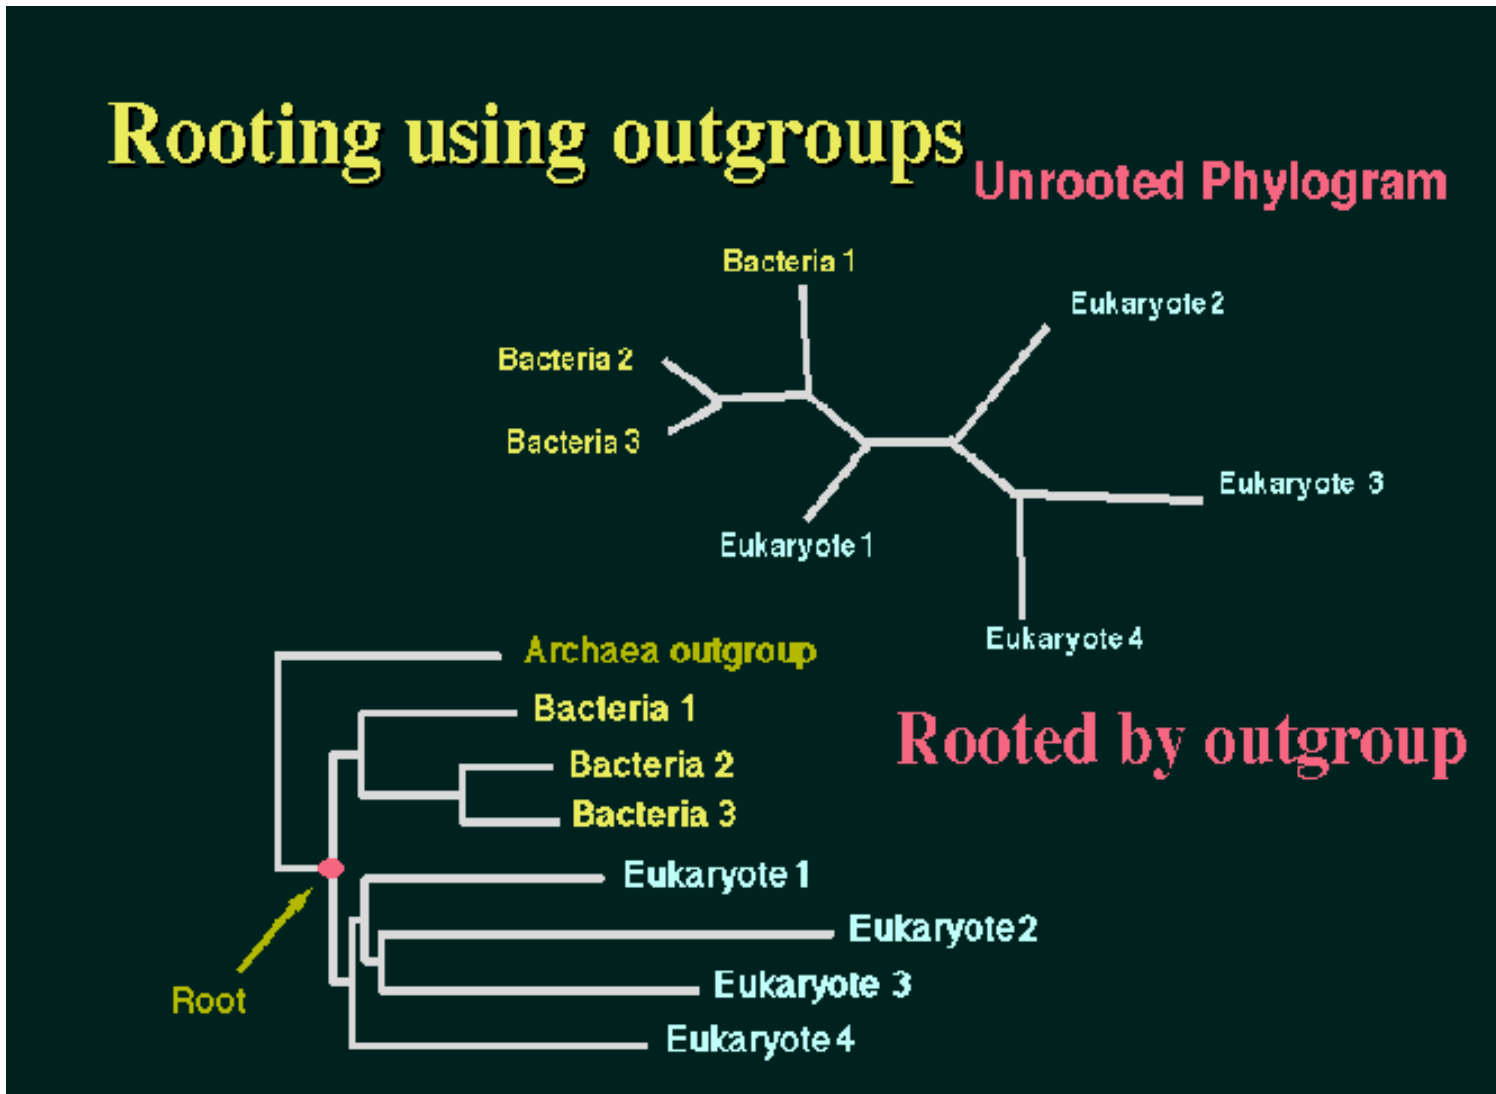 Rooting using outgroups
Unrooted Phylogram
Bacteria 1
Eukaryote 2
Bacteria 2
Bacteria 3
Eukaryote 3
Eukaryote 1
Eukaryote 4
Archaea outgroup
Bacteria 1
Rooted by outgroup
Bacteria 2
Bacteria 3
Eukaryote 1
Eukaryote 2
Eukaryote 3
Root
Eukaryote 4